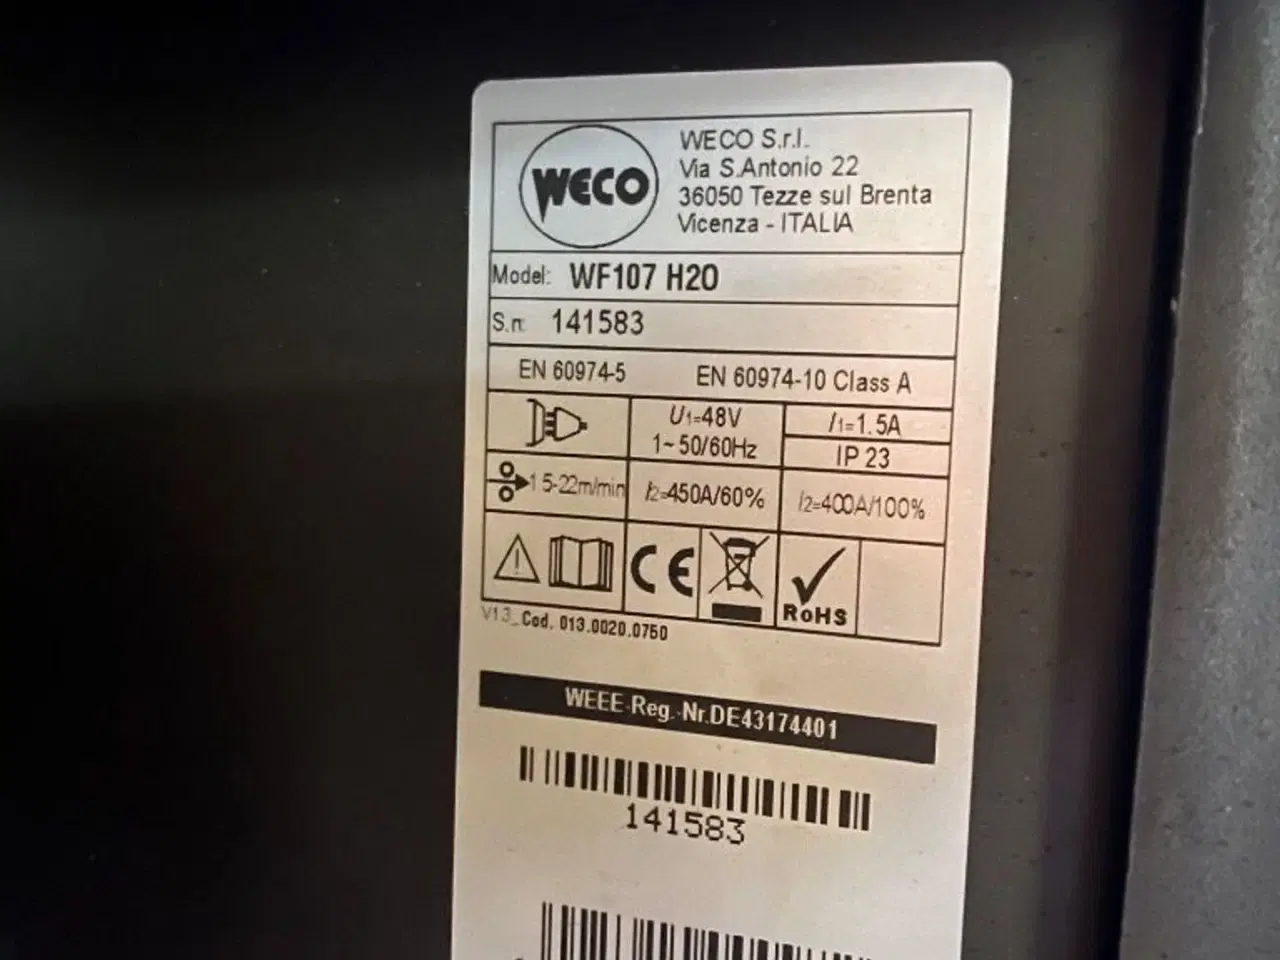 WECO
WECO S.r.l.
Via S.Antonio 22
36050 Tezze sul Brenta
Vicenza - ITALIA
Model: WF107 H2O
S.n: 141583
EN 60974-5 EN 60974-10 Class A
U1=48V
1~50/60Hz
I1=1.5A
IP 23
1 5-22m/min I2=450A/60% I2=400A/100%
CE
RoHS
V1.3_Cod. 013.0020.0750
WEEE-Reg.-Nr.DE43174401
141583